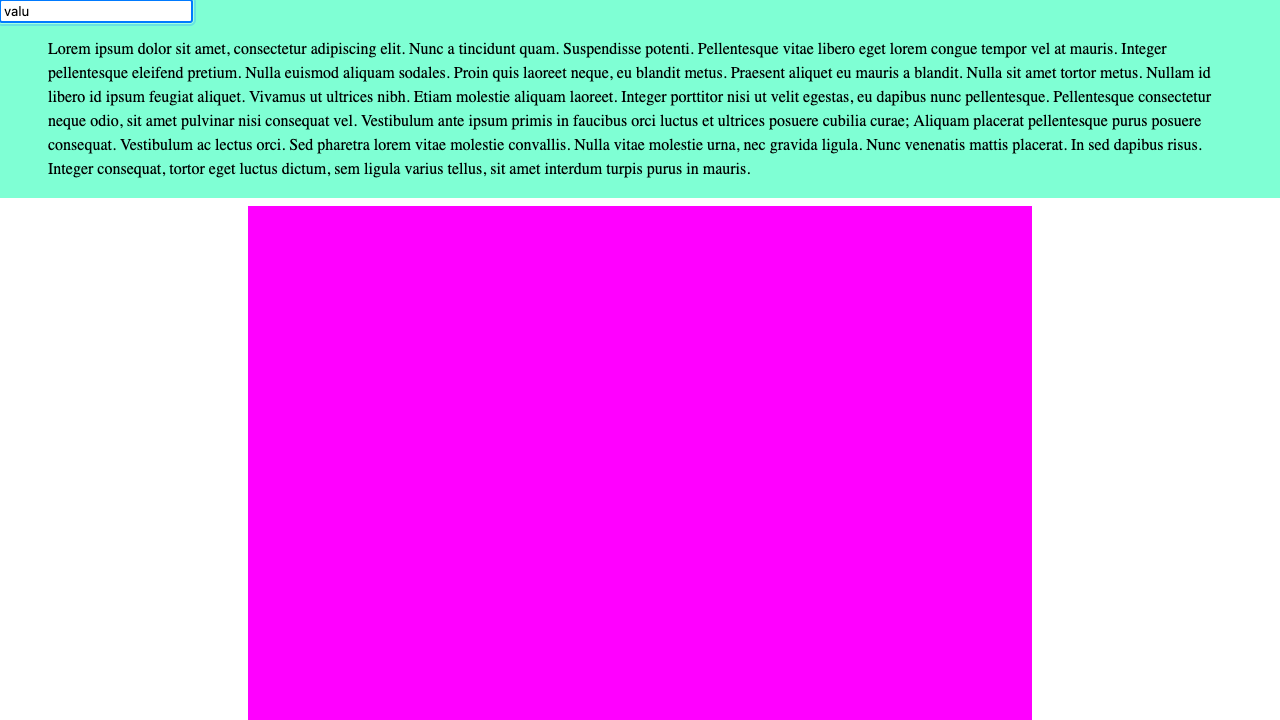 valu
Lorem ipsum dolor sit amet, consectetur adipiscing elit. Nunc a tincidunt quam. Suspendisse potenti. Pellentesque vitae libero eget lorem congue tempor vel at mauris. Integer
pellentesque eleifend pretium. Nulla euismod aliquam sodales. Proin quis laoreet neque, eu blandit metus. Praesent aliquet eu mauris a blandit. Nulla sit amet tortor metus. Nullam id
libero id ipsum feugiat aliquet. Vivamus ut ultrices nibh. Etiam molestie aliquam laoreet. Integer porttitor nisi ut velit egestas, eu dapibus nunc pellentesque. Pellentesque consectetur
neque odio, sit amet pulvinar nisi consequat vel. Vestibulum ante ipsum primis in faucibus orci luctus et ultrices posuere cubilia curae; Aliquam placerat pellentesque purus posuere
consequat. Vestibulum ac lectus orci. Sed pharetra lorem vitae molestie convallis. Nulla vitae molestie urna, nec gravida ligula. Nunc venenatis mattis placerat. In sed dapibus risus.
Integer consequat, tortor eget luctus dictum, sem ligula varius tellus, sit amet interdum turpis purus in mauris.